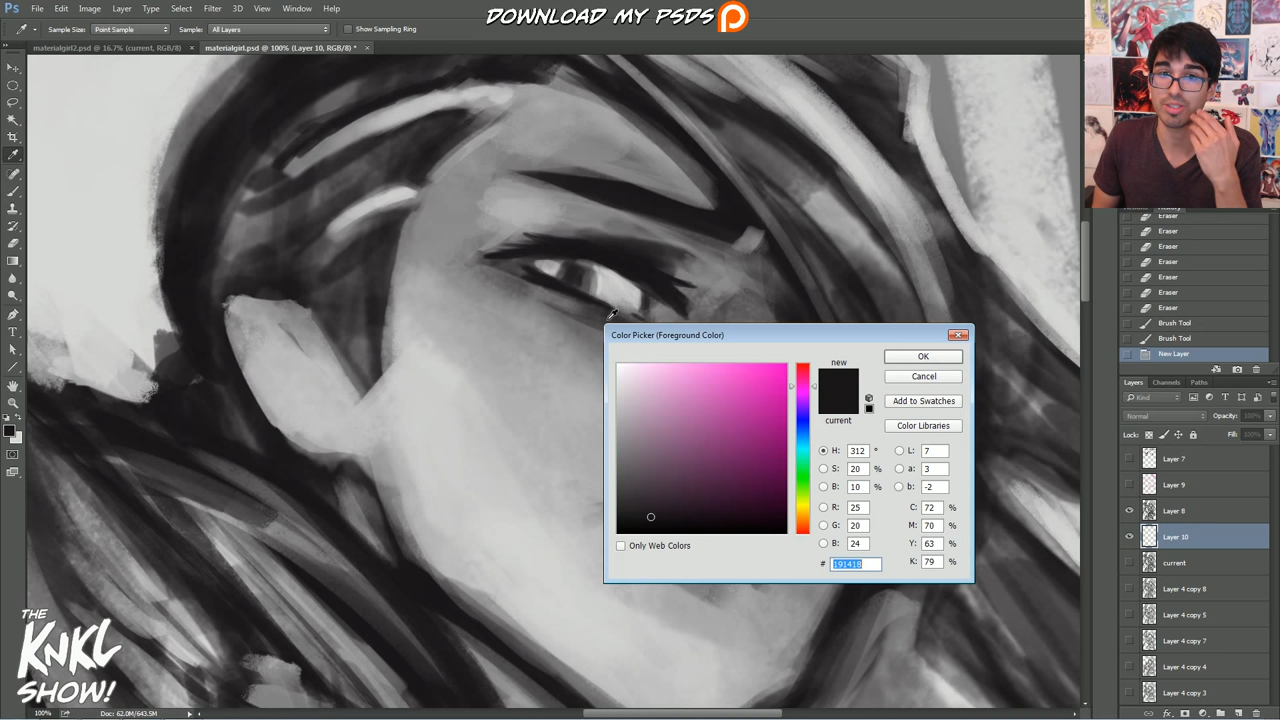 DOWNLOAD MY PSDS
Ps File Edit Image Layer Type Select Filter 3D View Window Help
Sample Size: Point Sample Sample: All Layers Show Sampling Ring
materialgirl2.psd @ 16.7% (current, RGB/8) × materialgirl.psd @ 100% (Layer 10, RGB/8) * ×
Eraser
Eraser
Eraser
Eraser
Eraser
Eraser
Eraser
Brush Tool
Brush Tool
New Layer
Color Picker (Foreground Color)
new
current
OK
Cancel
Add to Swatches
Color Libraries
H: 312 ° L: 7
S: 20 % a: 3
B: 10 % b: -2
R: 25 C: 72 %
G: 20 M: 70 %
B: 24 Y: 63 %
# 191418 K: 79 %
Only Web Colors
Layers Channels Paths
Kind
Normal Opacity: 100%
Lock: Fill: 100%
Layer 7
Layer 9
Layer 8
Layer 10
current
Layer 4 copy 8
Layer 4 copy 5
Layer 4 copy 7
Layer 4 copy 4
Layer 4 copy 3
THE
KNKL
SHOW!
100% Doc: 62.0M/643.5M